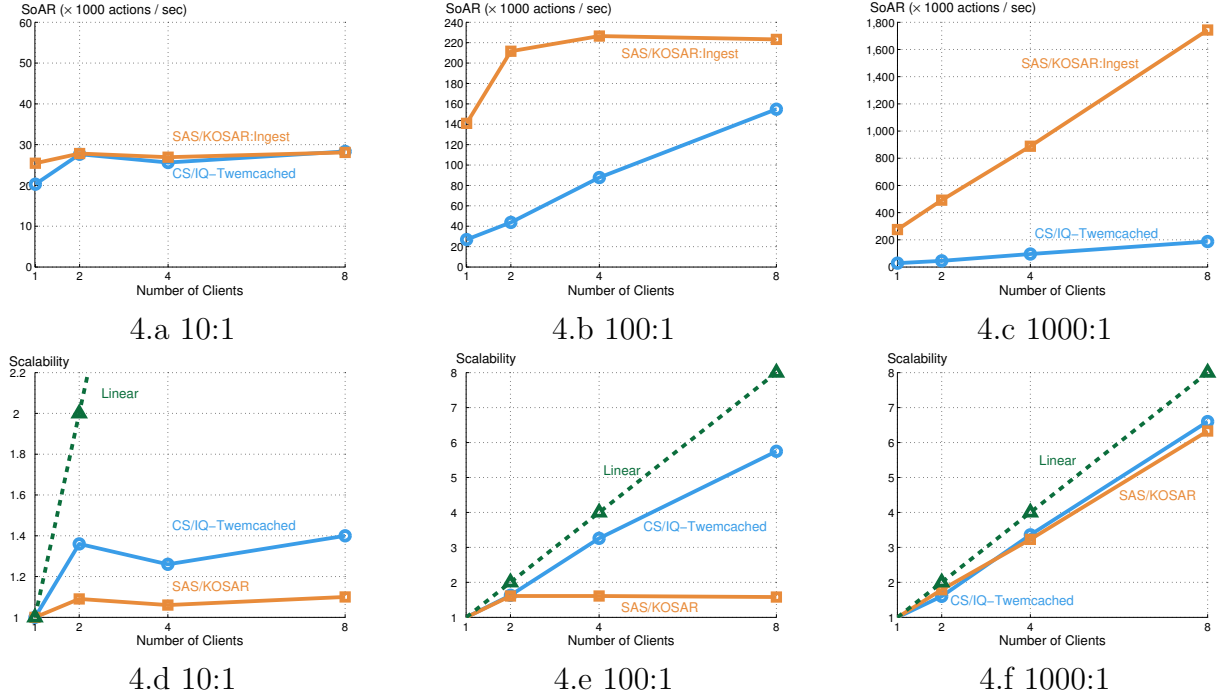 SoAR (× 1000 actions / sec)
60
50
40
30
20
10
0
SAS/KOSAR:Ingest
CS/IQ−Twemcached
1 2 4 8
Number of Clients
4.a 10:1
SoAR (× 1000 actions / sec)
240
220
200
180
160
140
120
100
80
60
40
20
0
SAS/KOSAR:Ingest
CS/IQ−Twemcached
1 2 4 8
Number of Clients
4.b 100:1
SoAR (× 1000 actions / sec)
1,800
1,600
1,400
1,200
1,000
800
600
400
200
0
SAS/KOSAR:Ingest
CS/IQ−Twemcached
1 2 4 8
Number of Clients
4.c 1000:1
Scalability
2.2
2
1.8
1.6
1.4
1.2
1
Linear
CS/IQ−Twemcached
SAS/KOSAR
1 2 4 8
Number of Clients
4.d 10:1
Scalability
8
7
6
5
4
3
2
1
Linear
CS/IQ−Twemcached
SAS/KOSAR
1 2 4 8
Number of Clients
4.e 100:1
Scalability
8
7
6
5
4
3
2
1
Linear
SAS/KOSAR
CS/IQ−Twemcached
1 2 4 8
Number of Clients
4.f 1000:1